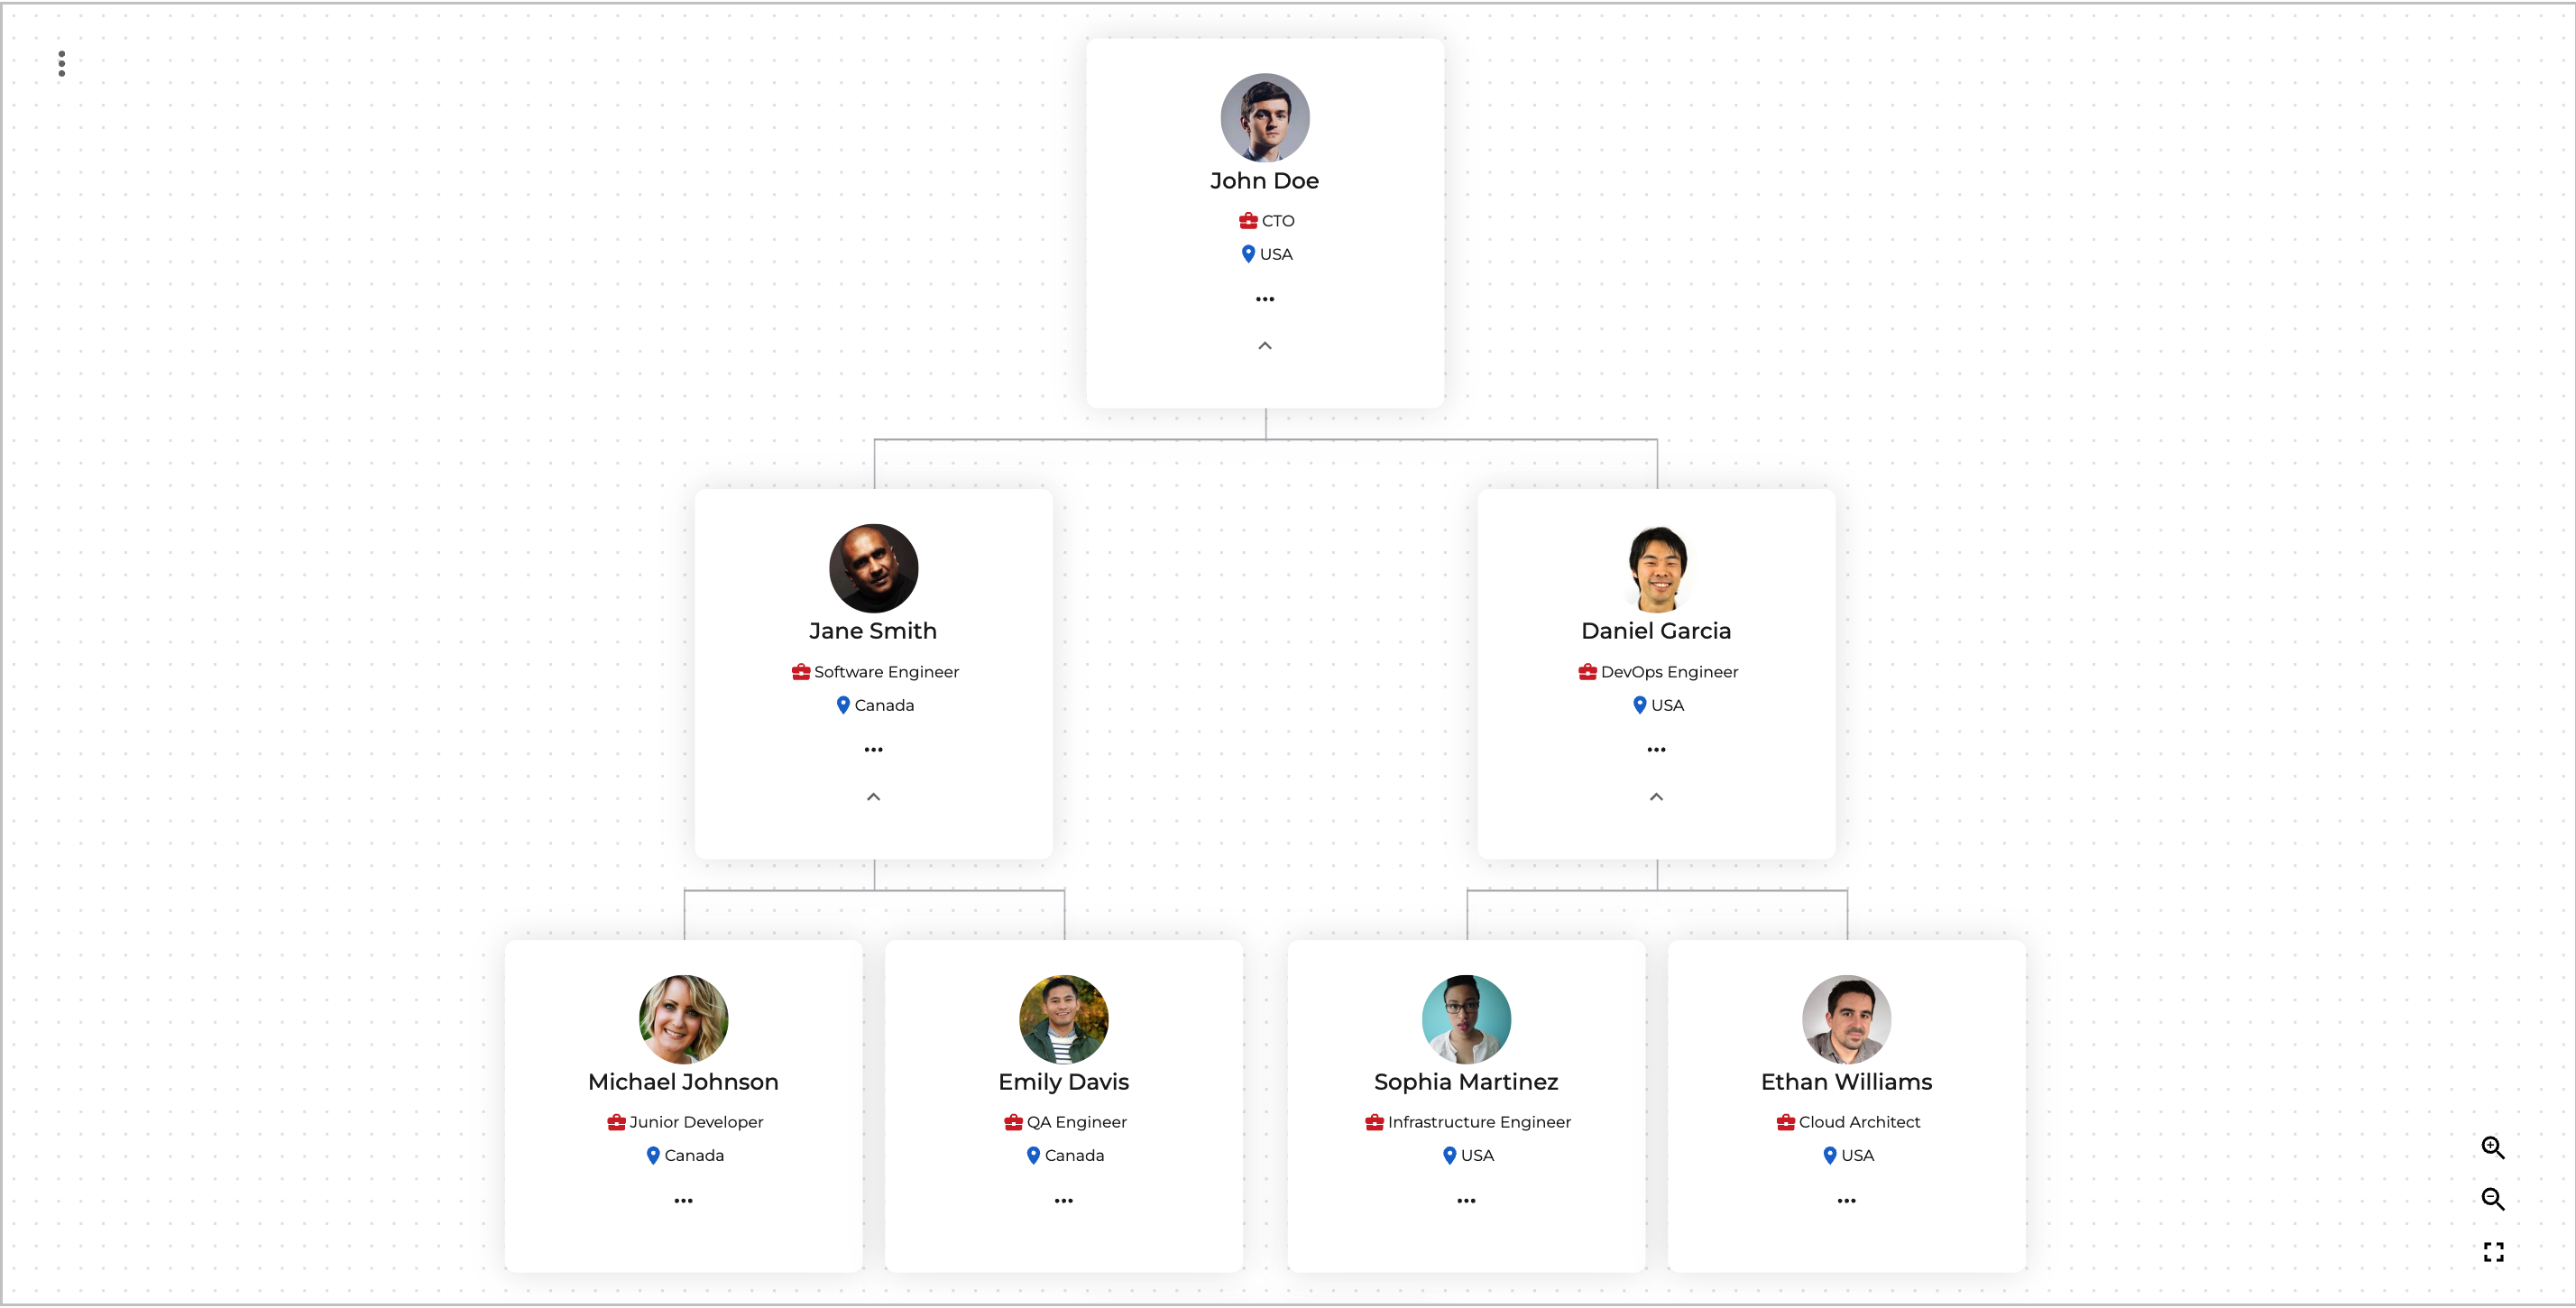 John Doe
CTO
USA
Jane Smith
Software Engineer
Canada
Daniel Garcia
DevOps Engineer
USA
Michael Johnson
Junior Developer
Canada
Emily Davis
QA Engineer
Canada
Sophia Martinez
Infrastructure Engineer
USA
Ethan Williams
Cloud Architect
USA